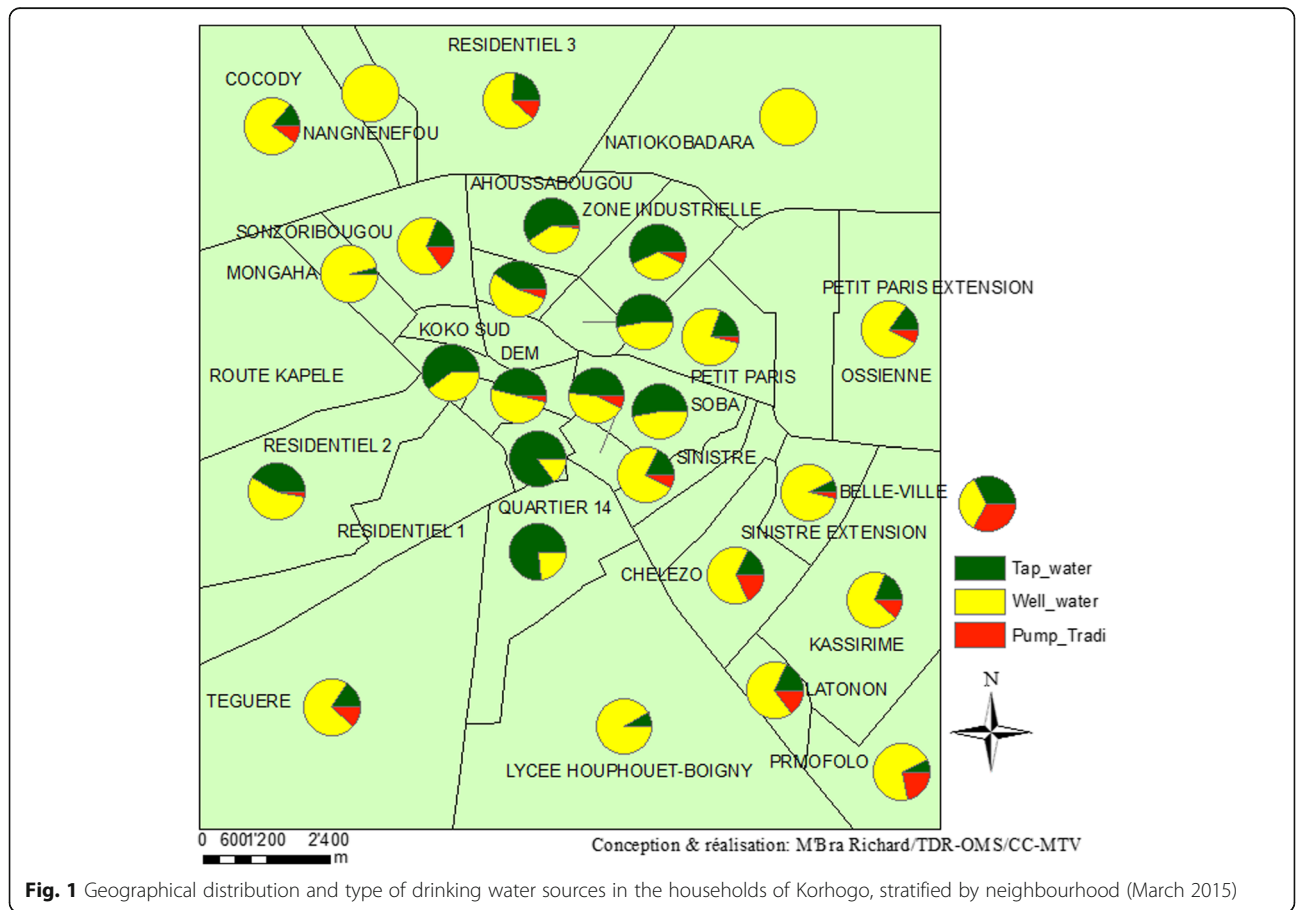 RESIDENTIEL 3
COCODY
NANGNENEFOU
NATIOKOBADARA
AHOUSSABOUGOU
ZONE INDUSTRIELLE
SONZORIBOUGOU
MONGAHA
PETIT PARIS EXTENSION
KOKO SUD
DEM
ROUTE KAPELE
PETIT PARIS
OSSIENNE
SOBA
RESIDENTIEL 2
SINISTRE
BELLE-VILLE
QUARTIER 14
RESIDENTIEL 1
SINISTRE EXTENSION
CHELEZO
Tap_water
Well_water
Pump_Tradi
KASSIRIME
N
TEGUERE
LATONON
PRMOFOLO
LYCEE HOUPHOUET-BOIGNY
0 6001'200 2'400
m
Conception & réalisation: M'Bra Richard/TDR-OMS/CC-MTV
Fig. 1 Geographical distribution and type of drinking water sources in the households of Korhogo, stratified by neighbourhood (March 2015)